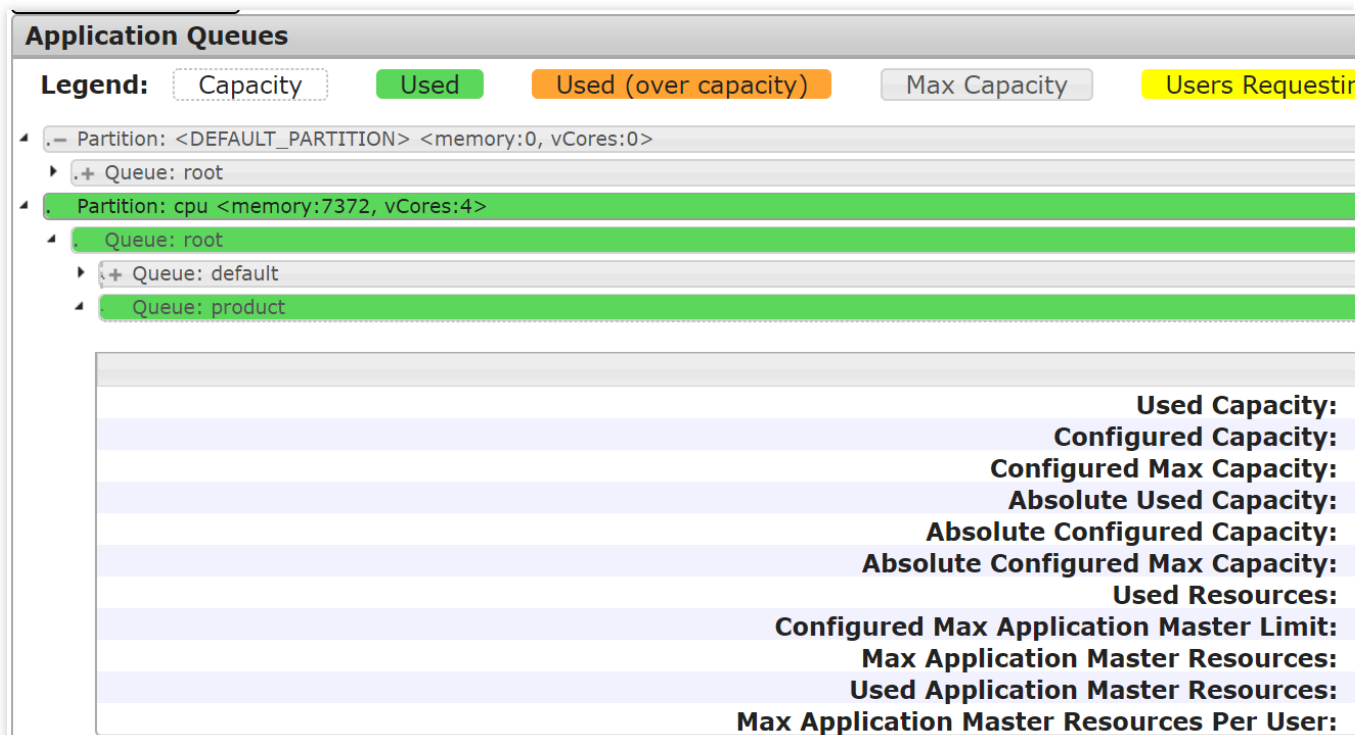 Application Queues
Legend: Capacity Used Used (over capacity) Max Capacity Users
.− Partition: <DEFAULT_PARTITION> <memory:0, vCores:0>
.+ Queue: root
. Partition: cpu <memory:7372, vCores:4>
. Queue: root
+ Queue: default
. Queue: product
Used Capacity:
Configured Capacity:
Configured Max Capacity:
Absolute Used Capacity:
Absolute Configured Capacity:
Absolute Configured Max Capacity:
Used Resources:
Configured Max Application Master Limit:
Max Application Master Resources:
Used Application Master Resources:
Max Application Master Resources Per User: